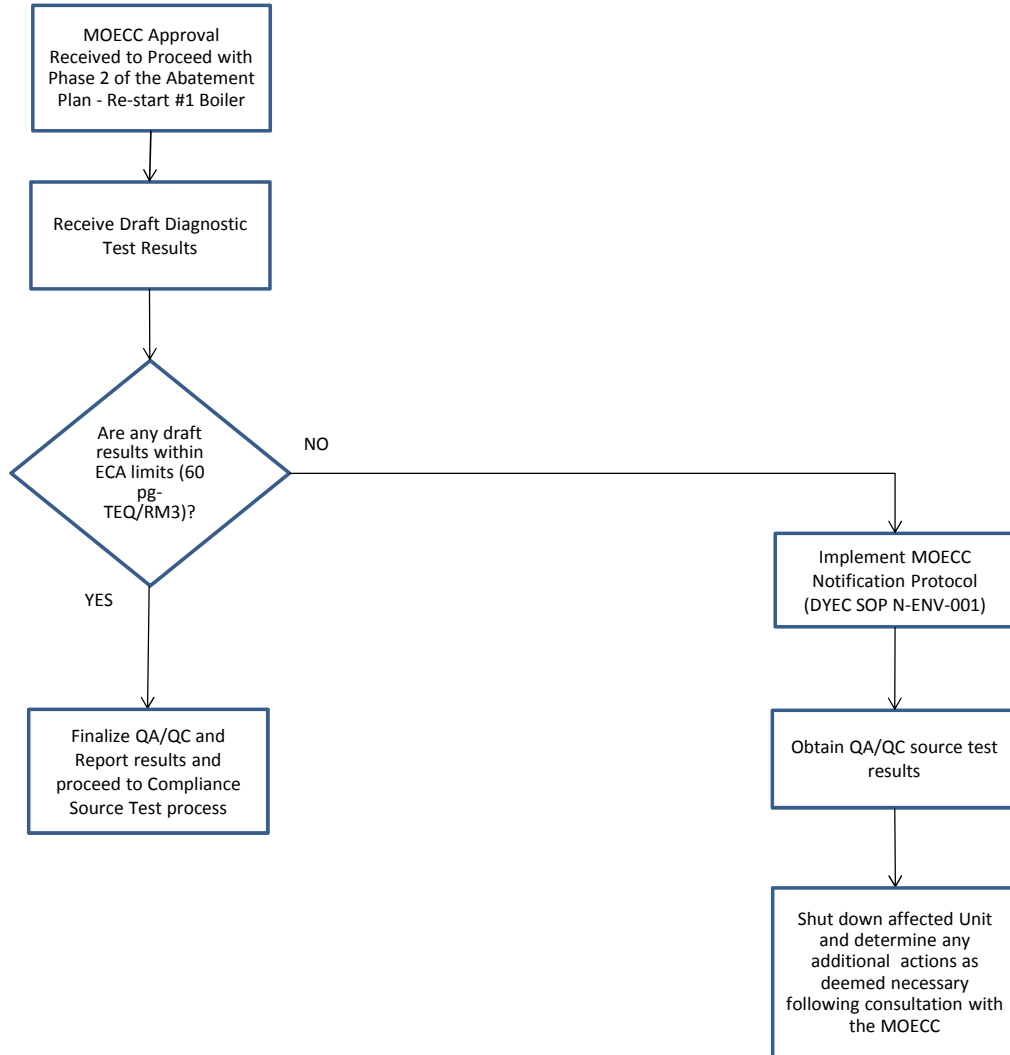 MOECC Approval
Received to Proceed with
Phase 2 of the Abatement
Plan - Re-start #1 Boiler
Receive Draft Diagnostic
Test Results
Are any draft
results within
ECA limits (60
pg-
TEQ/RM3)?
NO
YES
Implement MOECC
Notification Protocol
(DYEC SOP N-ENV-001)
Finalize QA/QC and
Report results and
proceed to Compliance
Source Test process
Obtain QA/QC source test
results
Shut down affected Unit
and determine any
additional actions as
deemed necessary
following consultation with
the MOECC